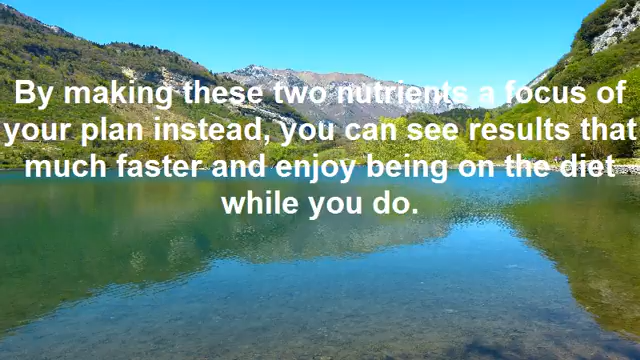 By making these two nutrients a focus of
your plan instead, you can see results that
much faster and enjoy being on the diet
while you do.